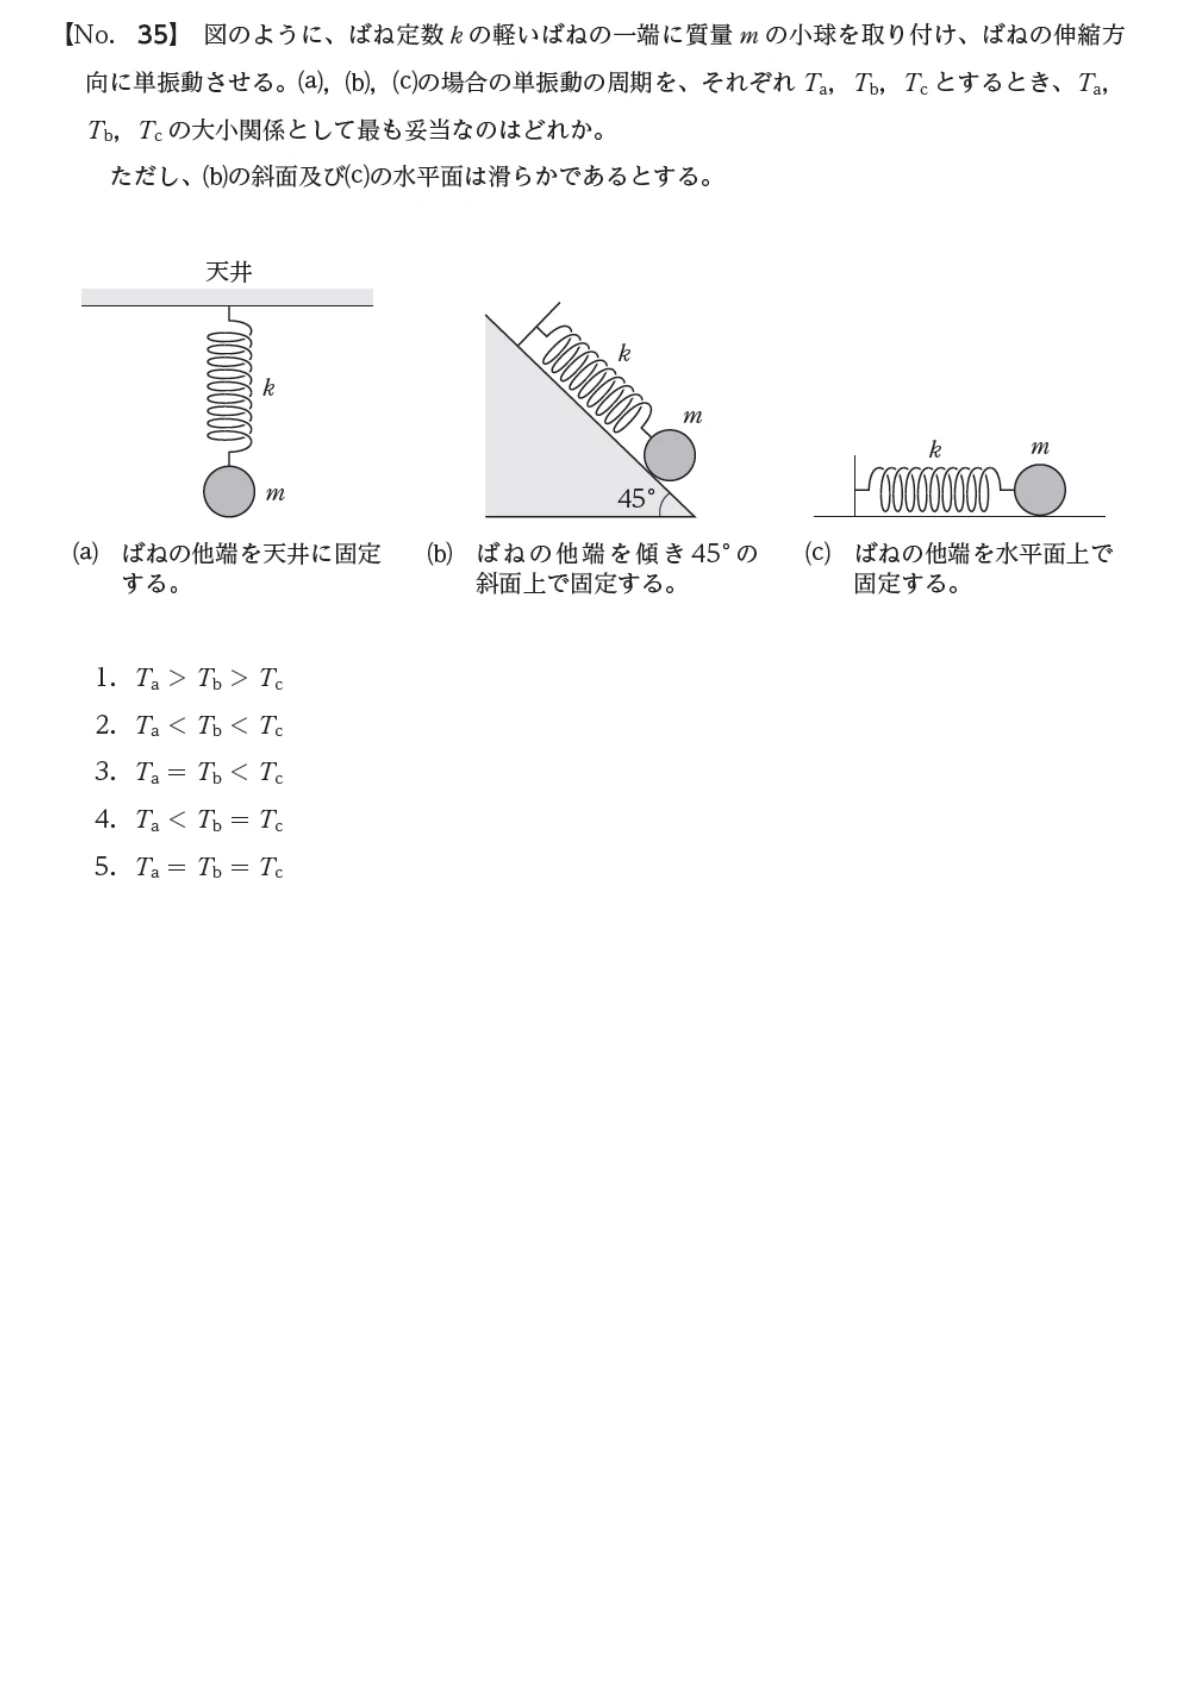 【No. 35】 図のように、ばね定数 k の軽いばねの一端に質量 m の小球を取り付け、ばねの伸縮方
向に単振動させる。(a), (b), (c)の場合の単振動の周期を、それぞれ Ta, Tb, Tc とするとき、Ta,
Tb, Tc の大小関係として最も妥当なのはどれか。
ただし、(b)の斜面及び(c)の水平面は滑らかであるとする。
天井
k
m
k
m
45°
k
m
(a) ばねの他端を天井に固定
する。
(b) ばねの他端を傾き 45° の
斜面上で固定する。
(c) ばねの他端を水平面上で
固定する。
1. Ta > Tb > Tc
2. Ta < Tb < Tc
3. Ta = Tb < Tc
4. Ta < Tb = Tc
5. Ta = Tb = Tc